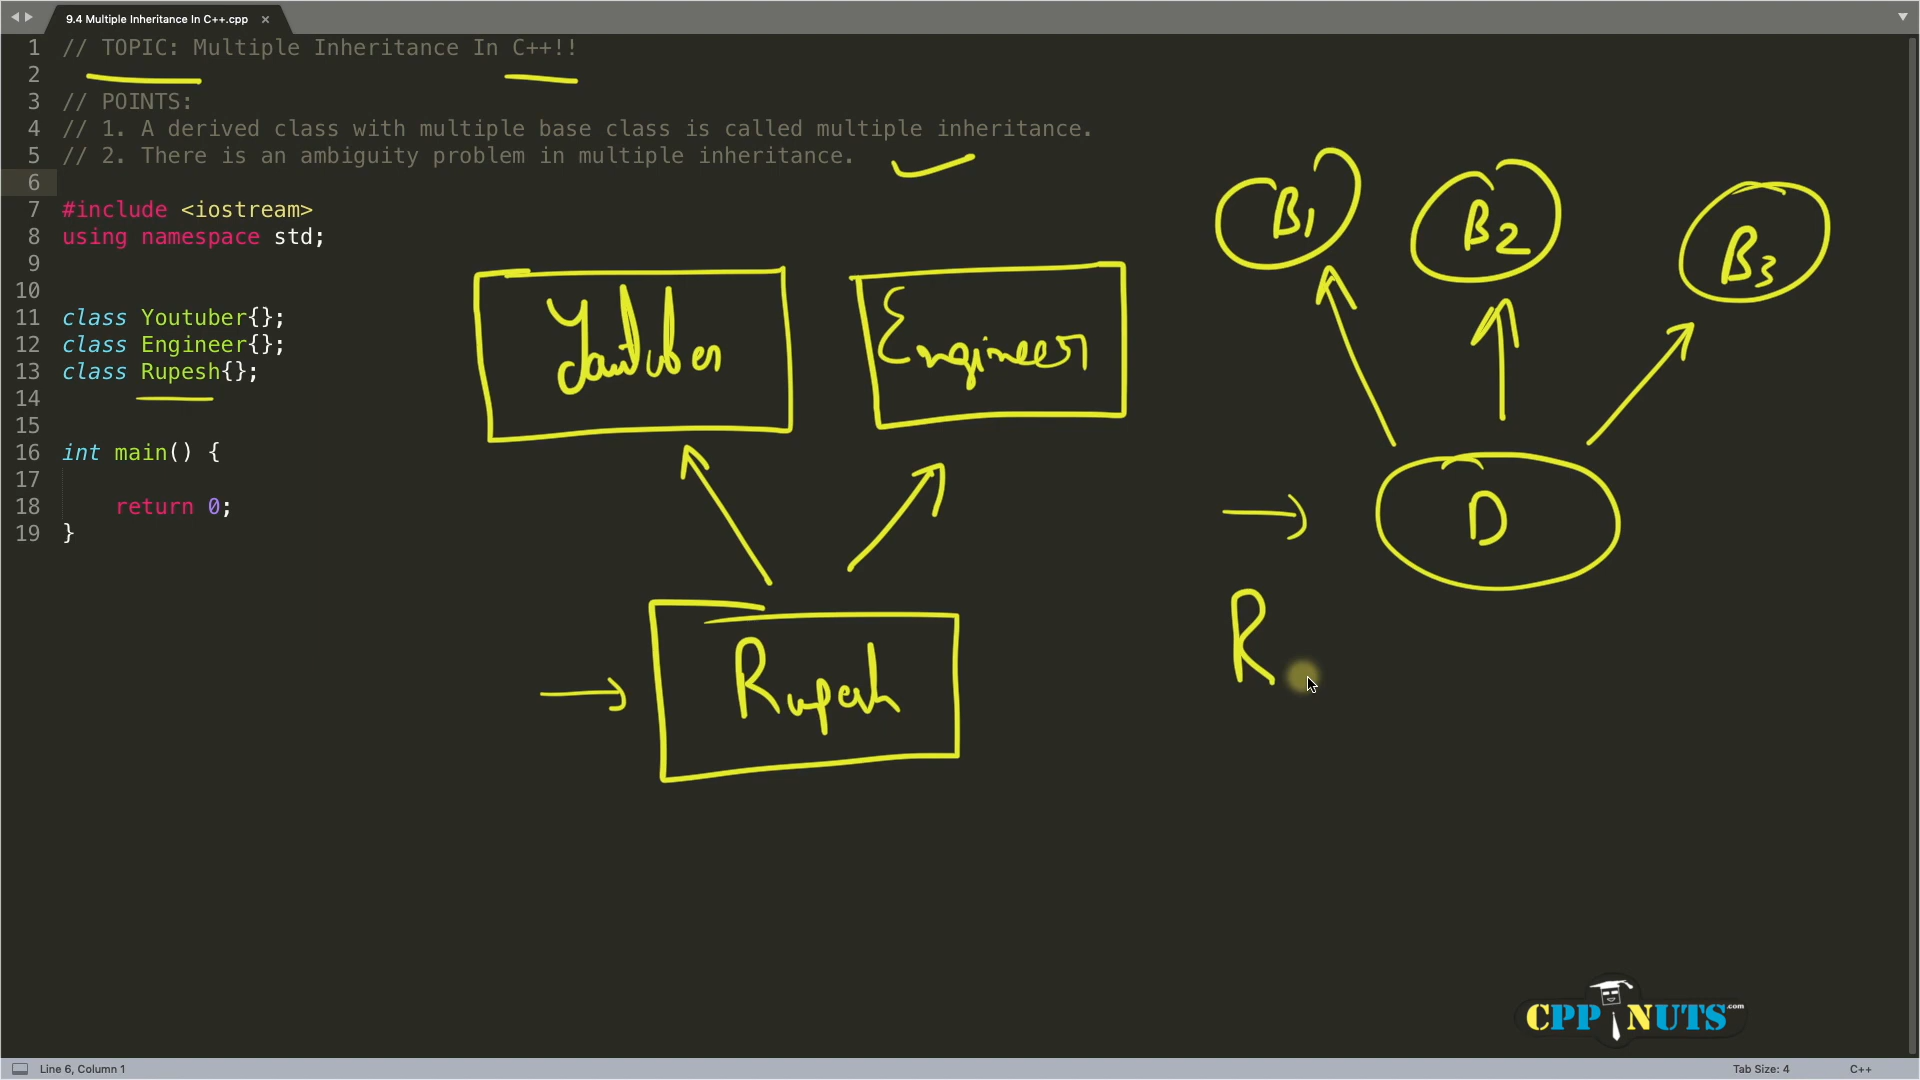 9.4 Multiple Inheritance In C++.cpp ×
1 // TOPIC: Multiple Inheritance In C++!!
2
3 // POINTS:
4 // 1. A derived class with multiple base class is called multiple inheritance.
5 // 2. There is an ambiguity problem in multiple inheritance.
6
7 #include <iostream>
8 using namespace std;
9
10
11 class Youtuber{};
12 class Engineer{};
13 class Rupesh{};
14
15
16 int main() {
17
18     return 0;
19 }
B1 B2 B3
Youtuber Engineer
D
Rupesh
R
CPP NUTS .com
Line 6, Column 1
Tab Size: 4
C++